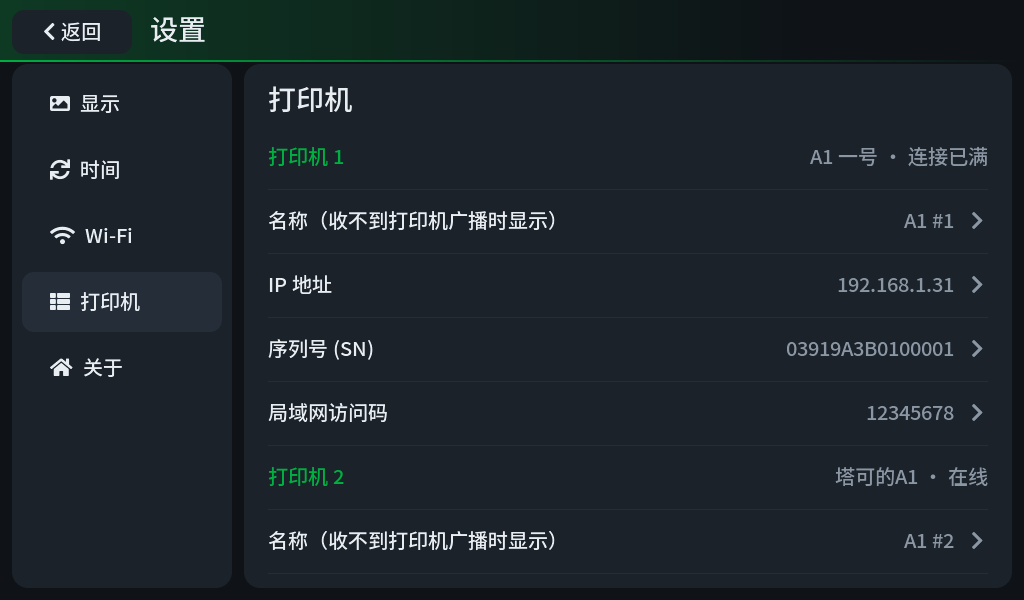 返回
设置
显示
时间
Wi-Fi
打印机
关于
打印机
打印机 1
A1 一号 • 连接已满
名称（收不到打印机广播时显示）
A1 #1
IP 地址
192.168.1.31
序列号 (SN)
03919A3B0100001
局域网访问码
12345678
打印机 2
塔可的A1 • 在线
名称（收不到打印机广播时显示）
A1 #2